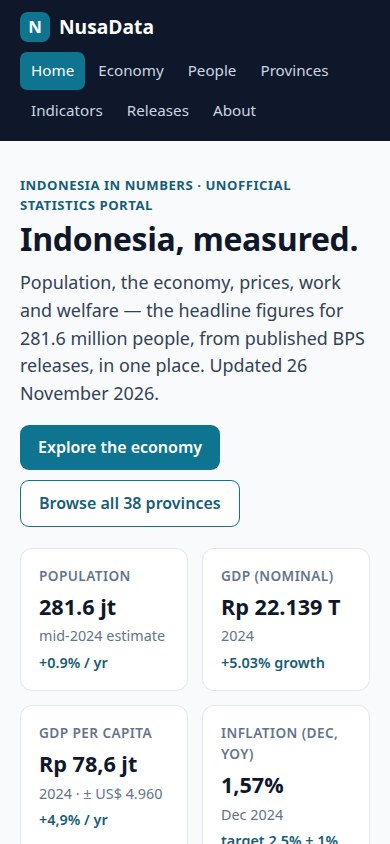 N NusaData
Home Economy People Provinces
Indicators Releases About
INDONESIA IN NUMBERS · UNOFFICIAL
STATISTICS PORTAL
Indonesia, measured.
Population, the economy, prices, work
and welfare — the headline figures for
281.6 million people, from published BPS
releases, in one place. Updated 26
November 2026.
Explore the economy
Browse all 38 provinces
POPULATION
281.6 jt
mid-2024 estimate
+0.9% / yr
GDP (NOMINAL)
Rp 22.139 T
2024
+5.03% growth
GDP PER CAPITA
Rp 78,6 jt
2024 · ± US$ 4.960
+4,9% / yr
INFLATION (DEC,
YOY)
1,57%
Dec 2024
target 2,5% ± 1%